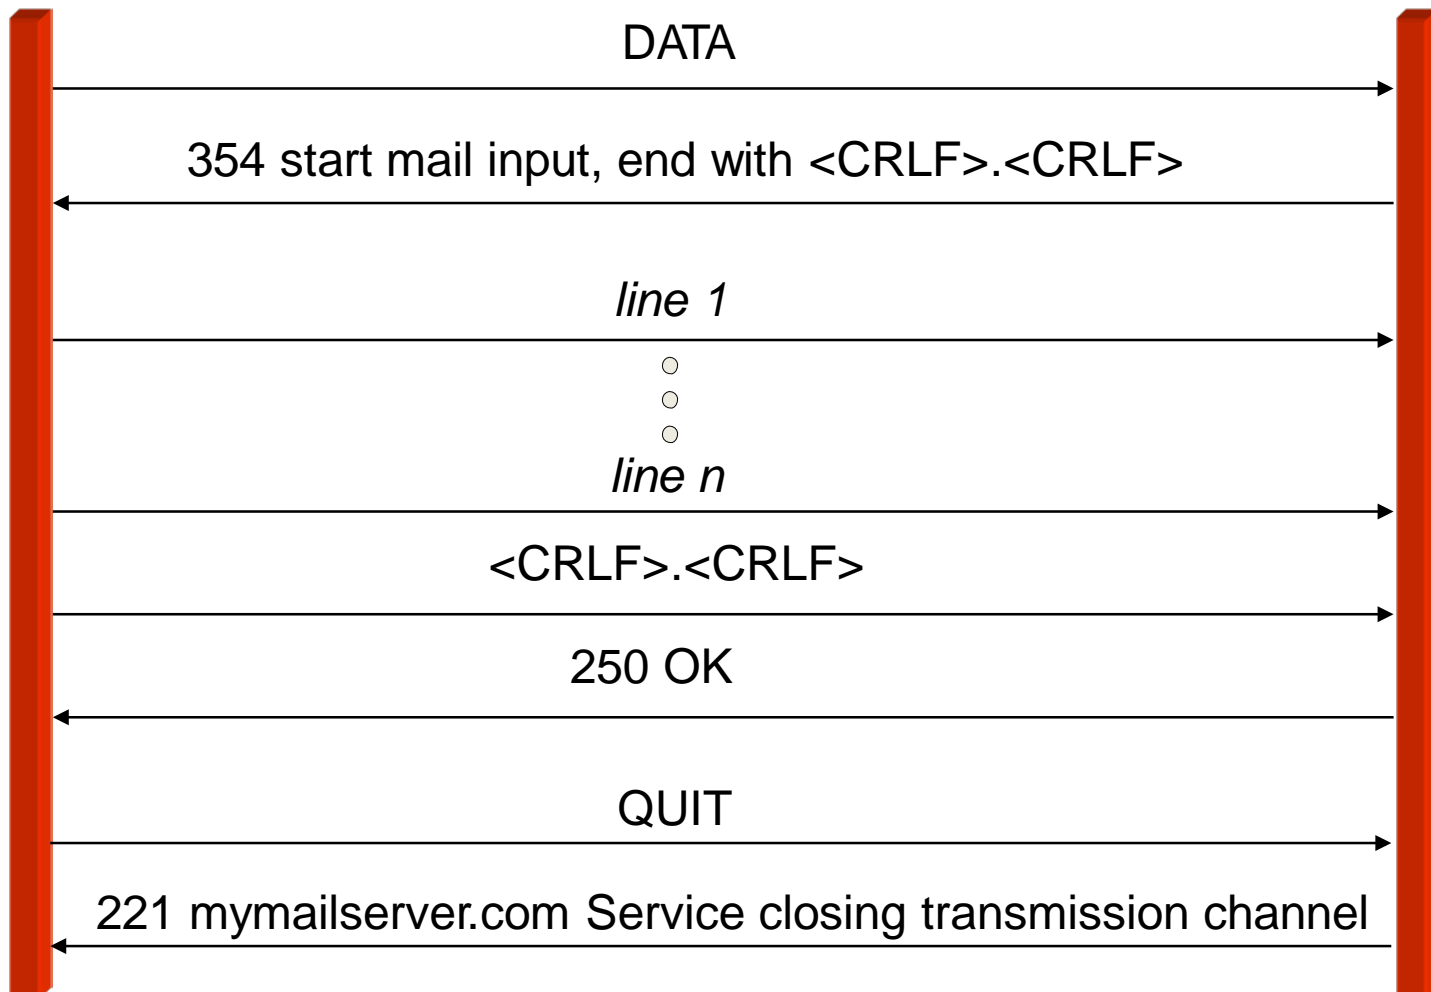 DATA
354 start mail input, end with <CRLF>.<CRLF>
line 1
line n
<CRLF>.<CRLF>
250 OK
QUIT
221 mymailserver.com Service closing transmission channel